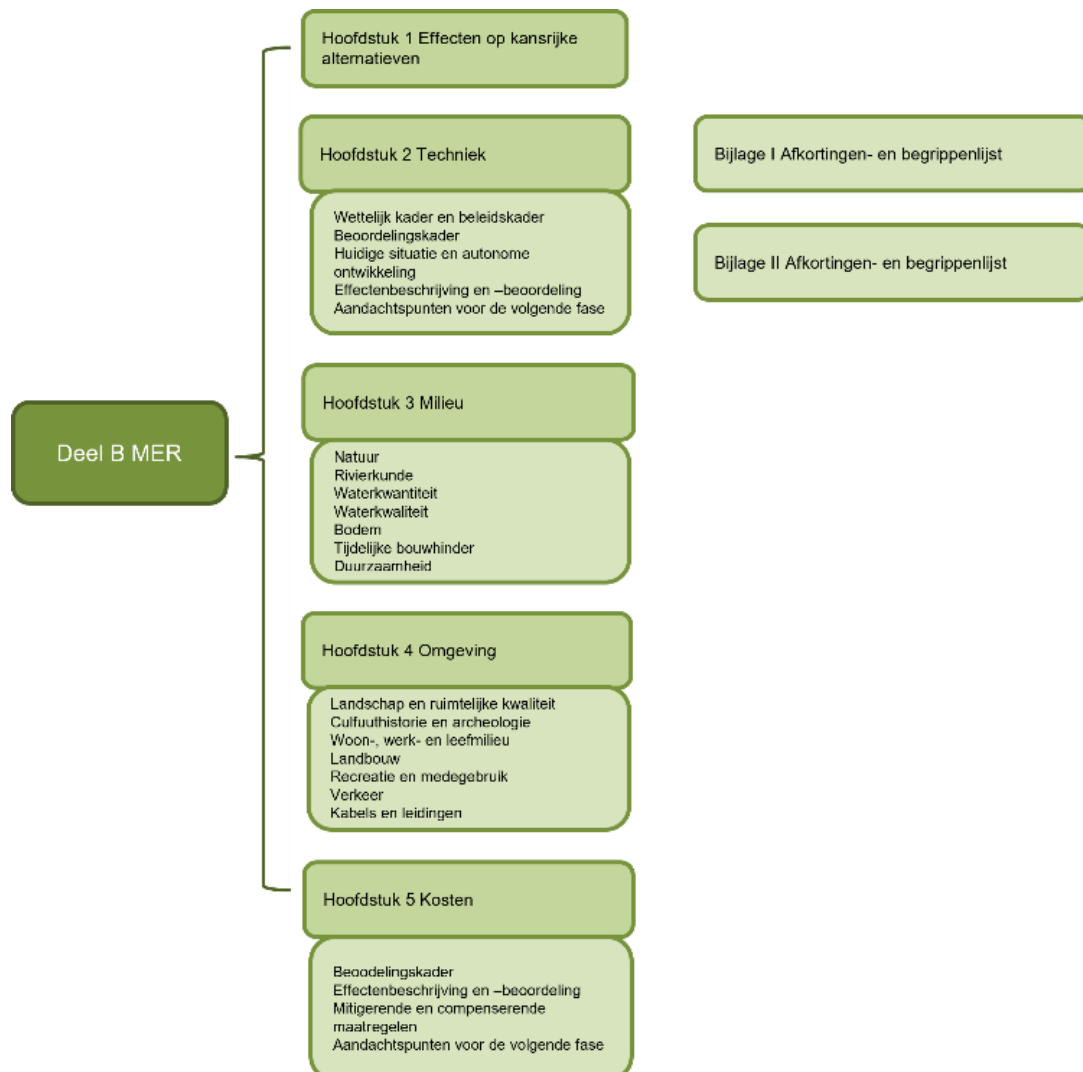 Hoofdstuk 1 Effecten op kansrijke
alternatieven
Hoofdstuk 2 Techniek
Wettelijk kader en beleidskader
Beoordelingskader
Huidige situatie en autonome
ontwikkeling
Effectenbeschrijving en –beoordeling
Aandachtspunten voor de volgende fase
Bijlage I Afkortingen- en begrippenlijst
Bijlage II Afkortingen- en begrippenlijst
Deel B MER
Hoofdstuk 3 Milieu
Natuur
Rivierkunde
Waterkwantiteit
Waterkwaliteit
Bodem
Tijdelijke bouwhinder
Duurzaamheid
Hoofdstuk 4 Omgeving
Landschap en ruimtelijke kwaliteit
Culfuuthistorie en archeologie
Woon-, werk- en leefmilieu
Landbouw
Recreatie en medegebruik
Verkeer
Kabels en leidingen
Hoofdstuk 5 Kosten
Beoodelingskader
Effectenbeschrijving en –beoordeling
Mitigerende en compenserende
maatregelen
Aandachtspunten voor de volgende fase